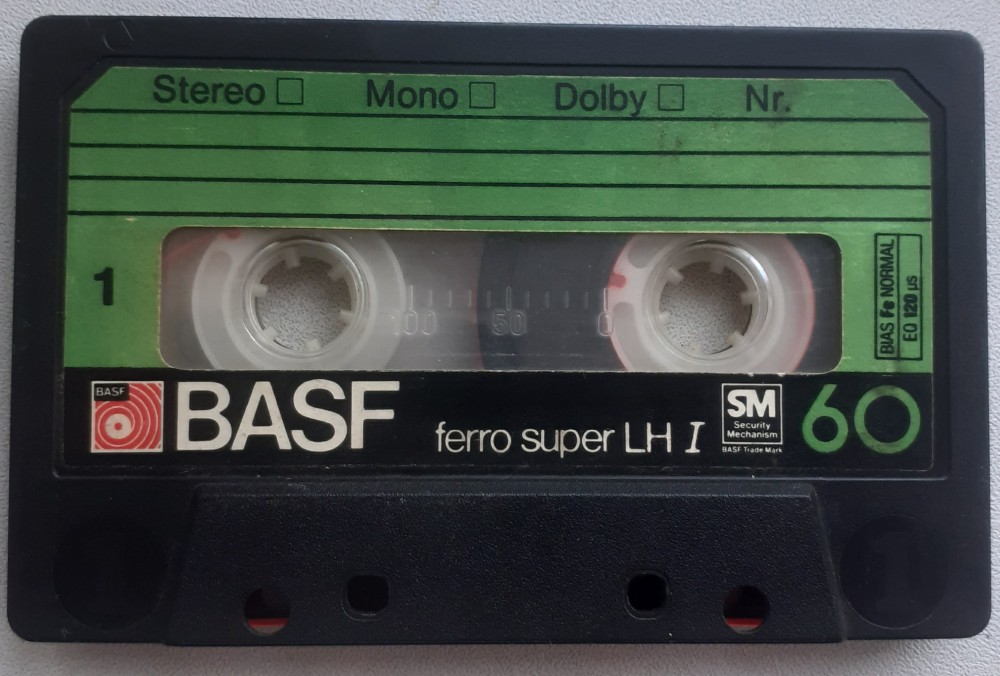 Stereo Mono Dolby Nr.
1
100 50 0
BIAS Fe NORMAL
EQ 120 µs
BASF
BASF
ferro super LH I
SM
Security
Mechanism
BASF Trade Mark
60